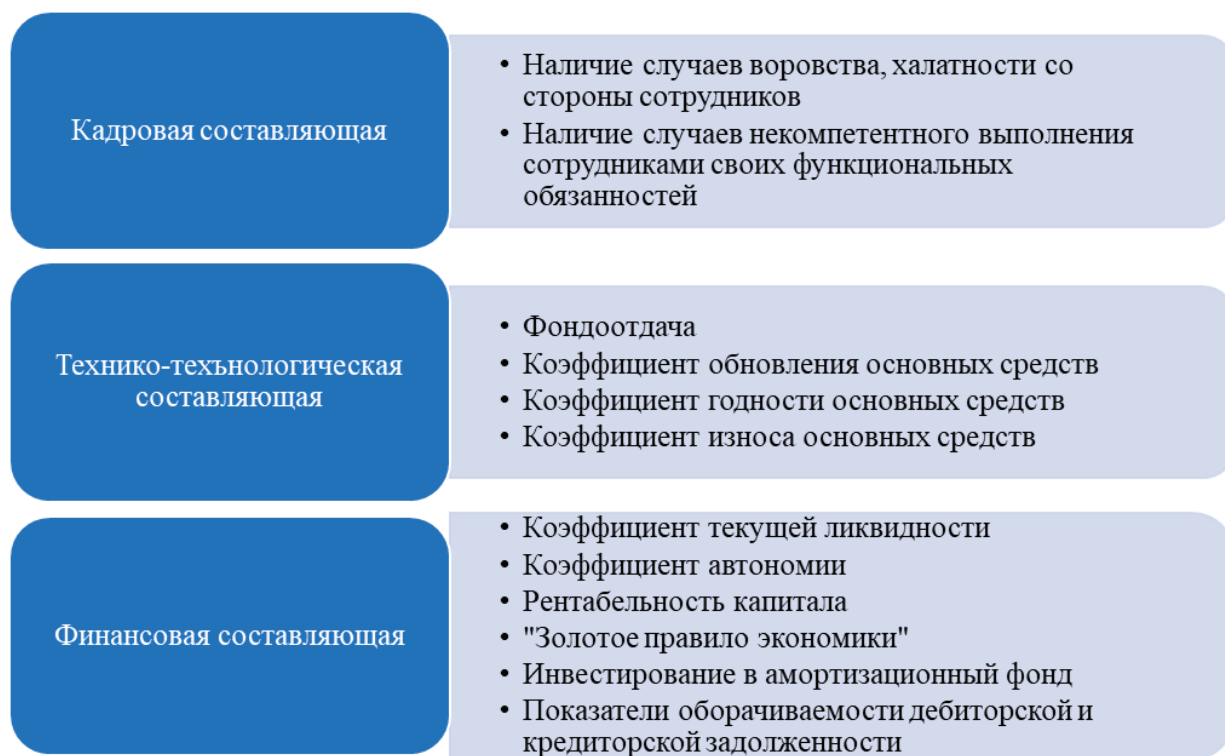 Кадровая составляющая
• Наличие случаев воровства, халатности со
стороны сотрудников
• Наличие случаев некомпетентного выполнения
сотрудниками своих функциональных
обязанностей
Технико-техънологическая
составляющая
• Фондоотдача
• Коэффициент обновления основных средств
• Коэффициент годности основных средств
• Коэффициент износа основных средств
Финансовая составляющая
• Коэффициент текущей ликвидности
• Коэффициент автономии
• Рентабельность капитала
• "Золотое правило экономики"
• Инвестирование в амортизационный фонд
• Показатели оборачиваемости дебиторской и
кредиторской задолженности